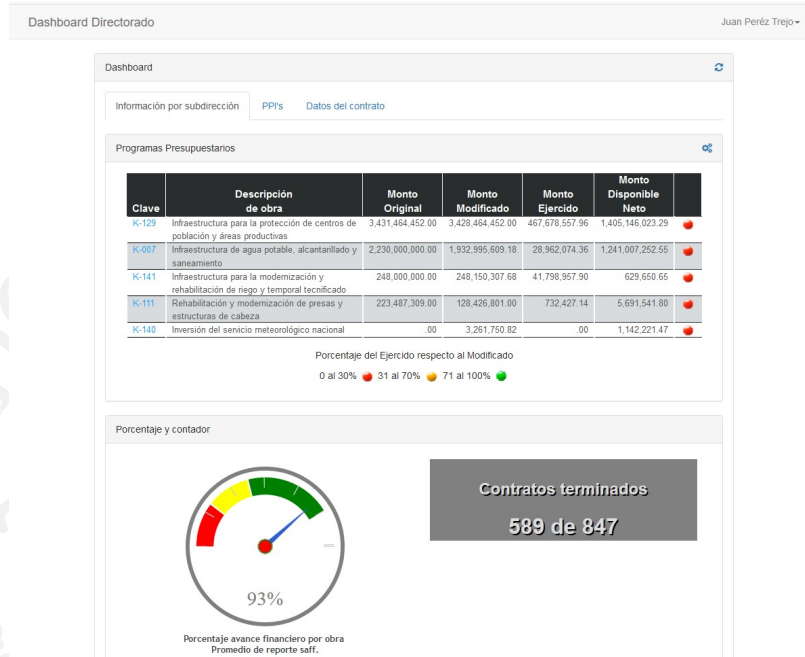 Dashboard Directorado
Juan Peréz Trejo
Dashboard
Información por subdirección PPI's Datos del contrato
Programas Presupuestarios
Clave Descripción de obra Monto Original Monto Modificado Monto Ejercido Monto Disponible Neto
K-129 Infraestructura para la protección de centros de 3,431,464,452.00 3,428,464,452.00 467,678,557.96 1,405,146,023.29
población y áreas productivas
K-007 Infraestructura de agua potable, alcantarillado y 2,230,000,000.00 1,932,995,609.18 28,962,074.36 1,241,007,252.55
saneamiento
K-141 Infraestructura para la modernización y 248,000,000.00 248,150,307.68 41,798,957.90 629,650.65
rehabilitación de riego y temporal tecnificado
K-111 Rehabilitación y modernización de presas y 223,487,309.00 128,426,801.00 732,427.14 5,691,541.80
estructuras de cabeza
K-140 Inversión del servicio meteorológico nacional .00 3,261,750.82 .00 1,142,221.47
Porcentaje del Ejercido respecto al Modificado
0 al 30% 31 al 70% 71 al 100%
Porcentaje y contador
Contratos terminados
589 de 847
93%
Porcentaje avance financiero por obra
Promedio de reporte saff.